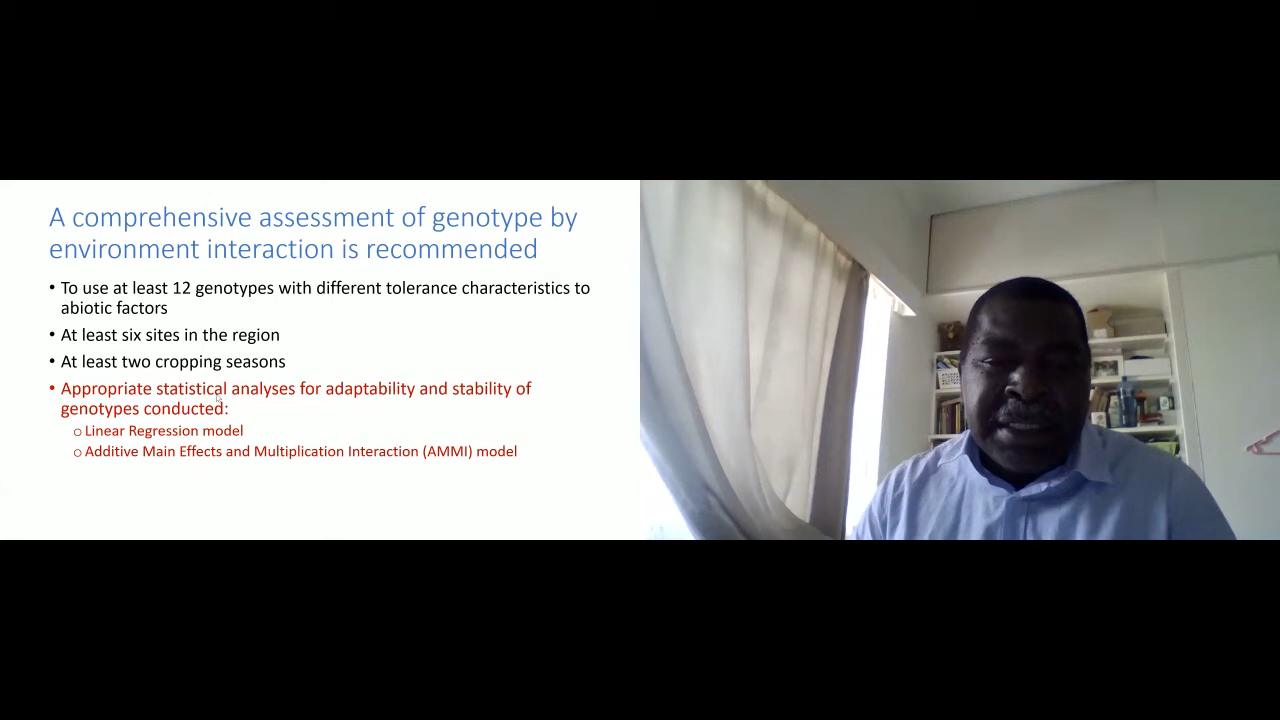 A comprehensive assessment of genotype by
environment interaction is recommended
• To use at least 12 genotypes with different tolerance characteristics to
abiotic factors
• At least six sites in the region
• At least two cropping seasons
• Appropriate statistical analyses for adaptability and stability of
genotypes conducted:
o Linear Regression model
o Additive Main Effects and Multiplication Interaction (AMMI) model